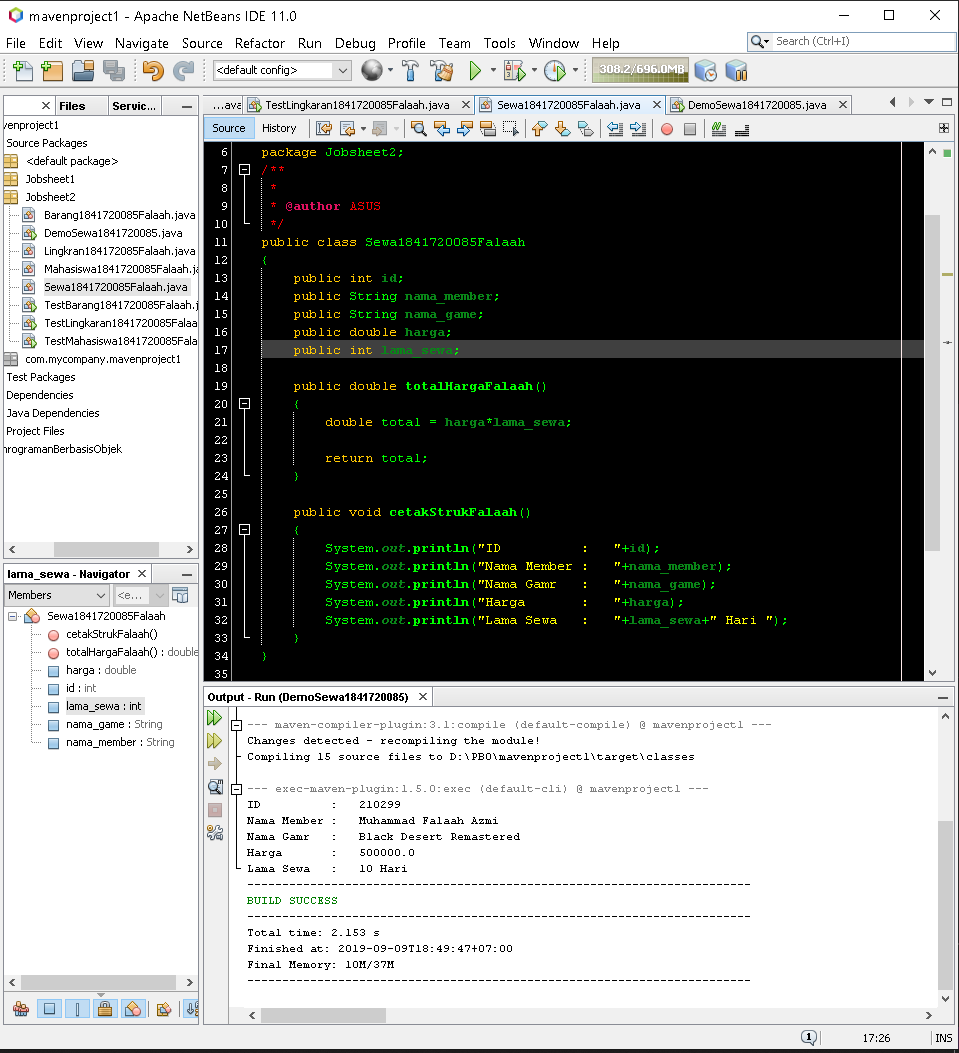 mavenproject1 - Apache NetBeans IDE 11.0
File Edit View Navigate Source Refactor Run Debug Profile Team Tools Window Help
Search (Ctrl+I)
<default config>
308.2/696.0MB
Files
Servic...
venproject1
Source Packages
<default package>
Jobsheet1
Jobsheet2
Barang1841720085Falaah.java
DemoSewa1841720085.java
Lingkran1841720085Falaah.java
Mahasiswa1841720085Falaah.ja
Sewa1841720085Falaah.java
TestBarang1841720085Falaah.j
TestLingkaran1841720085Falaa
TestMahasiswa1841720085Falaa
com.mycompany.mavenproject1
Test Packages
Dependencies
Java Dependencies
Project Files
nrogramanBerbasisObjek
lama_sewa - Navigator
Members
<e...
Sewa1841720085Falaah
cetakStrukFalaah()
totalHargaFalaah() : double
harga : double
id : int
lama_sewa : int
nama_game : String
nama_member : String
...ava
TestLingkaran1841720085Falaah.java
Sewa1841720085Falaah.java
DemoSewa1841720085.java
Source
History
6 package Jobsheet2;
7 /**
8 *
9 * @author ASUS
10 */
11 public class Sewa1841720085Falaah
12 {
13 public int id;
14 public String nama_member;
15 public String nama_game;
16 public double harga;
17 public int lama_sewa;
18
19 public double totalHargaFalaah()
20 {
21 double total = harga*lama_sewa;
22
23 return total;
24 }
25
26 public void cetakStrukFalaah()
27 {
28 System.out.println("ID          :   "+id);
29 System.out.println("Nama Member :   "+nama_member);
30 System.out.println("Nama Gamr   :   "+nama_game);
31 System.out.println("Harga       :   "+harga);
32 System.out.println("Lama Sewa   :   "+lama_sewa+" Hari ");
33 }
34 }
35
Output - Run (DemoSewa1841720085)
--- maven-compiler-plugin:3.1:compile (default-compile) @ mavenproject1 ---
Changes detected - recompiling the module!
Compiling 15 source files to D:\PBO\mavenproject1\target\classes
--- exec-maven-plugin:1.5.0:exec (default-cli) @ mavenproject1 ---
ID          :   210299
Nama Member :   Muhammad Falaah Azmi
Nama Gamr   :   Black Desert Remastered
Harga       :   500000.0
Lama Sewa   :   10 Hari
------------------------------------------------------------------------
BUILD SUCCESS
------------------------------------------------------------------------
Total time: 2.153 s
Finished at: 2019-09-09T18:49:47+07:00
Final Memory: 10M/37M
------------------------------------------------------------------------
1
17:26
INS